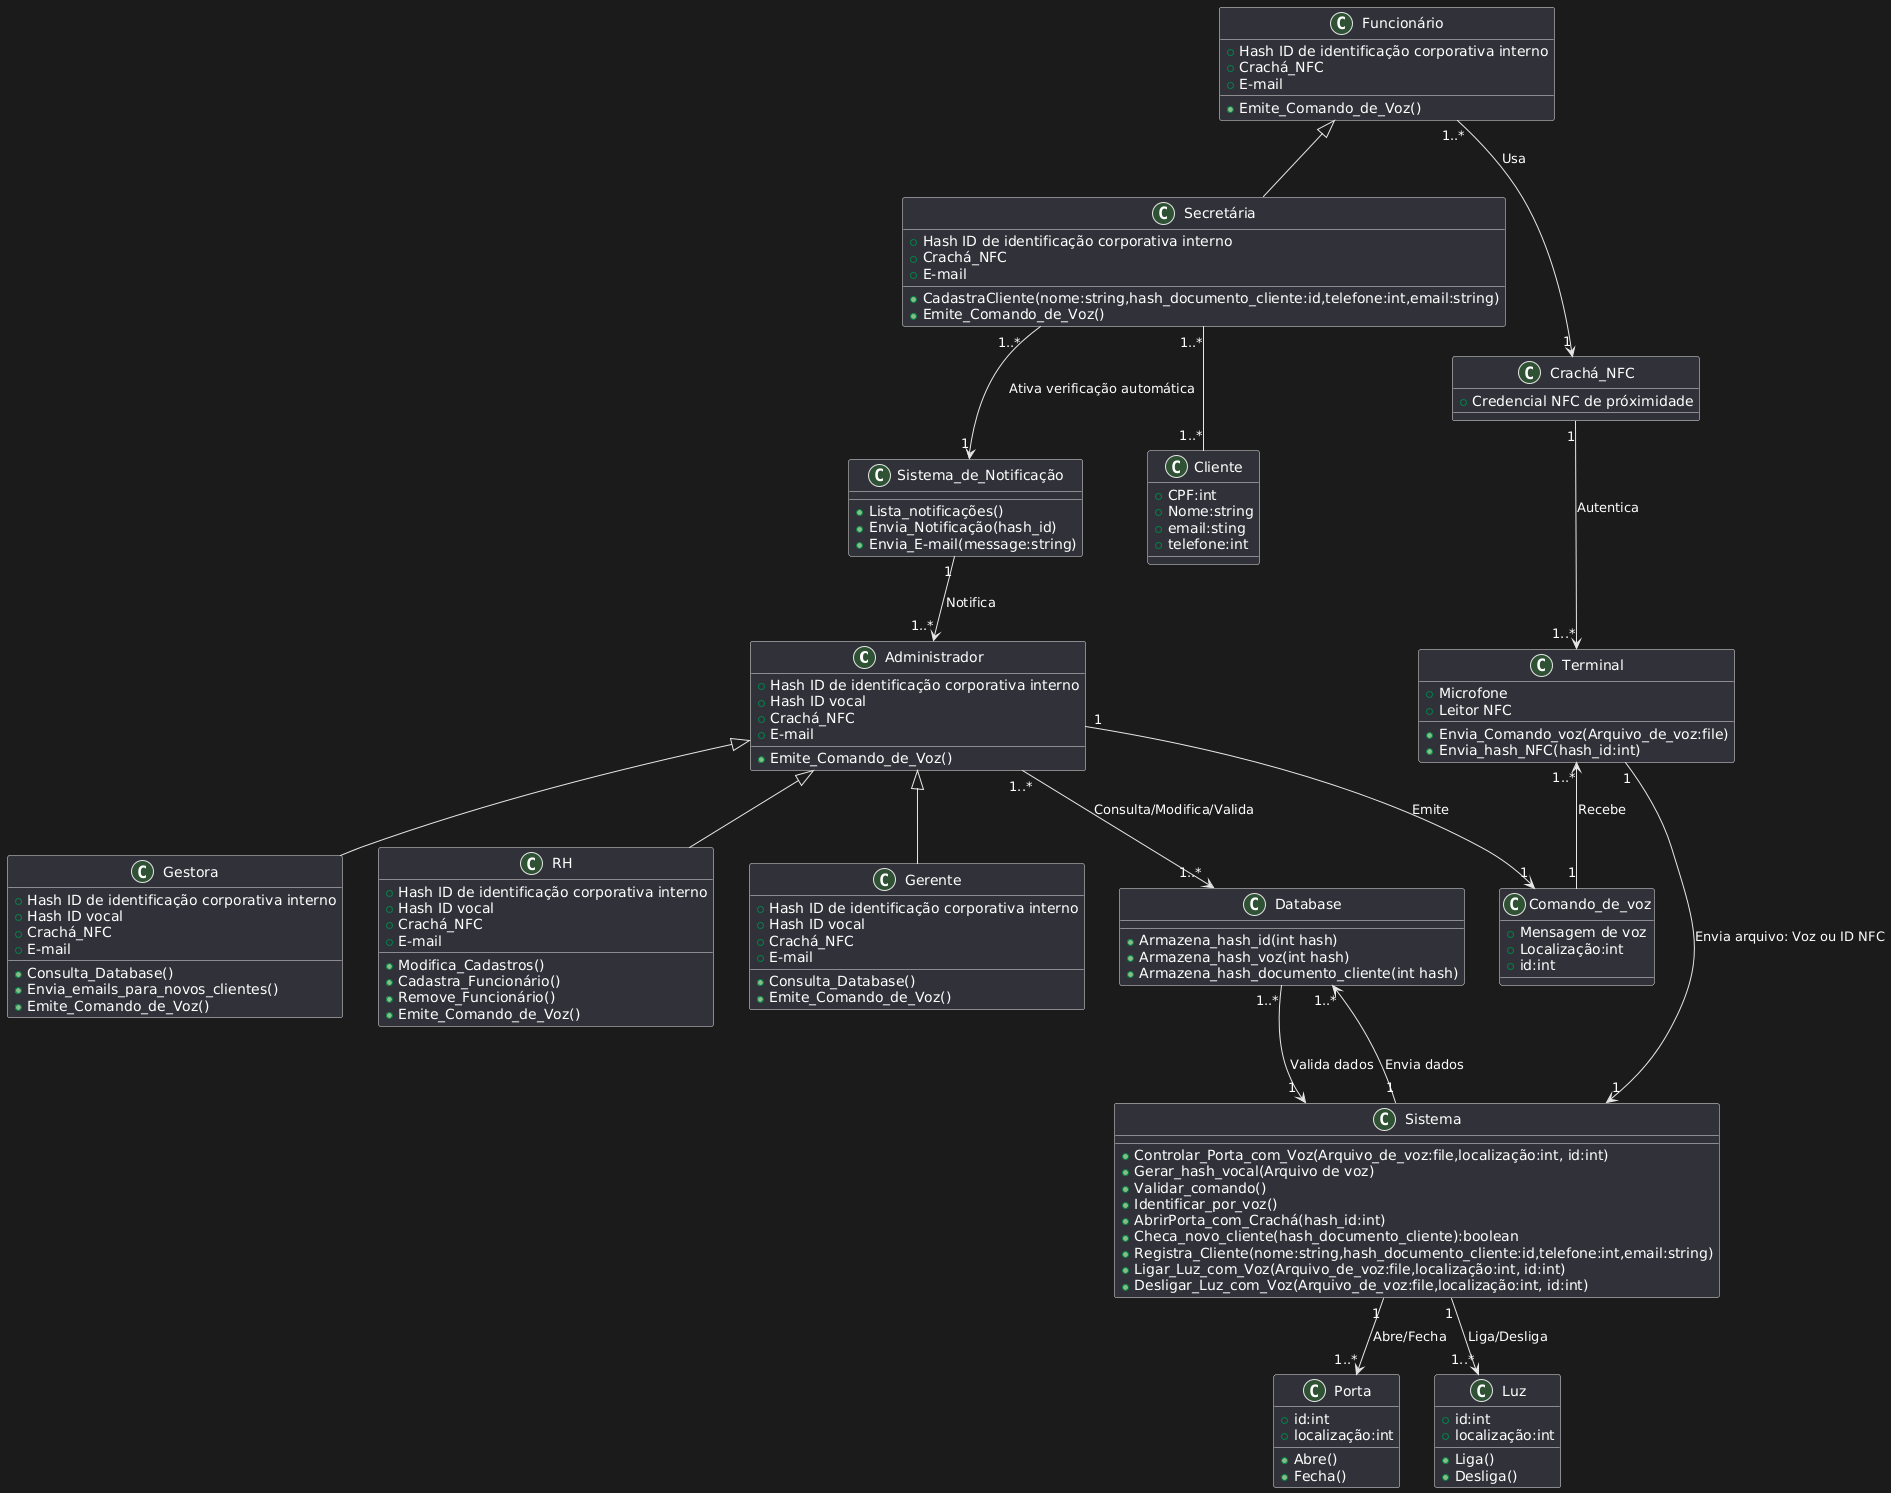 C Funcionário
Hash ID de identificação corporativa interno
Crachá_NFC
E-mail
Emite_Comando_de_Voz()
1..*
Usa
C Secretária
Hash ID de identificação corporativa interno
Crachá_NFC
E-mail
CadastraCliente(nome:string,hash_documento_cliente:id,telefone:int,email:string)
Emite_Comando_de_Voz()
1..*
1..*
1
Ativa verificação automática
C Crachá_NFC
Credencial NFC de próximidade
1
1..*
1
C Sistema_de_Notificação
Lista_notificações()
Envia_Notificação(hash_id)
Envia_E-mail(message:string)
C Cliente
CPF:int
Nome:string
email:sting
telefone:int
Autentica
1
Notifica
1..*
1..*
C Administrador
Hash ID de identificação corporativa interno
Hash ID vocal
Crachá_NFC
E-mail
Emite_Comando_de_Voz()
C Terminal
Microfone
Leitor NFC
Envia_Comando_voz(Arquivo_de_voz:file)
Envia_hash_NFC(hash_id:int)
1
1..*
1..*
1
Consulta/Modifica/Valida
Emite
Recebe
1..*
1
1
C Gestora
Hash ID de identificação corporativa interno
Hash ID vocal
Crachá_NFC
E-mail
Consulta_Database()
Envia_emails_para_novos_clientes()
Emite_Comando_de_Voz()
C RH
Hash ID de identificação corporativa interno
Hash ID vocal
Crachá_NFC
E-mail
Modifica_Cadastros()
Cadastra_Funcionário()
Remove_Funcionário()
Emite_Comando_de_Voz()
C Gerente
Hash ID de identificação corporativa interno
Hash ID vocal
Crachá_NFC
E-mail
Consulta_Database()
Emite_Comando_de_Voz()
C Database
Armazena_hash_id(int hash)
Armazena_hash_voz(int hash)
Armazena_hash_documento_cliente(int hash)
C Comando_de_voz
Mensagem de voz
Localização:int
id:int
Envia arquivo: Voz ou ID NFC
1..*
1..*
Valida dados
Envia dados
1
1
1
C Sistema
Controlar_Porta_com_Voz(Arquivo_de_voz:file,localização:int, id:int)
Gerar_hash_vocal(Arquivo de voz)
Validar_comando()
Identificar_por_voz()
AbrirPorta_com_Crachá(hash_id:int)
Checa_novo_cliente(hash_documento_cliente):boolean
Registra_Cliente(nome:string,hash_documento_cliente:id,telefone:int,email:string)
Ligar_Luz_com_Voz(Arquivo_de_voz:file,localização:int, id:int)
Desligar_Luz_com_Voz(Arquivo_de_voz:file,localização:int, id:int)
1
1
Abre/Fecha
Liga/Desliga
1..*
1..*
C Porta
id:int
localização:int
Abre()
Fecha()
C Luz
id:int
localização:int
Liga()
Desliga()